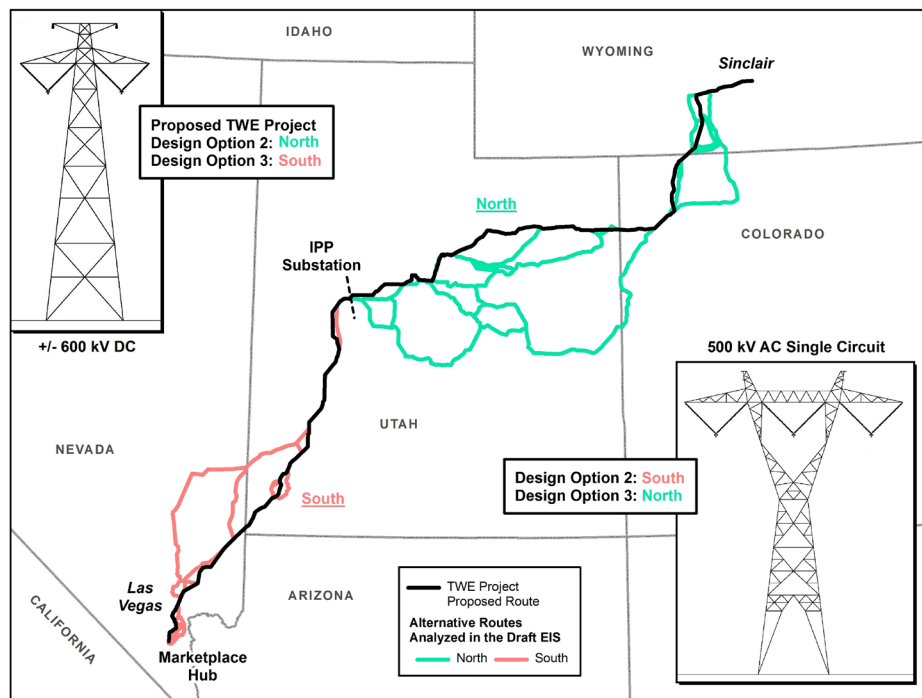 IDAHO
WYOMING
Sinclair
Proposed TWE Project
Design Option 2: North
Design Option 3: South
North
COLORADO
IPP
Substation
+/- 600 kV DC
500 kV AC Single Circuit
NEVADA
UTAH
Design Option 2: South
Design Option 3: North
South
Las
Vegas
ARIZONA
CALIFORNIA
Marketplace
Hub
TWE Project
Proposed Route
Alternative Routes
Analyzed in the Draft EIS
North
South